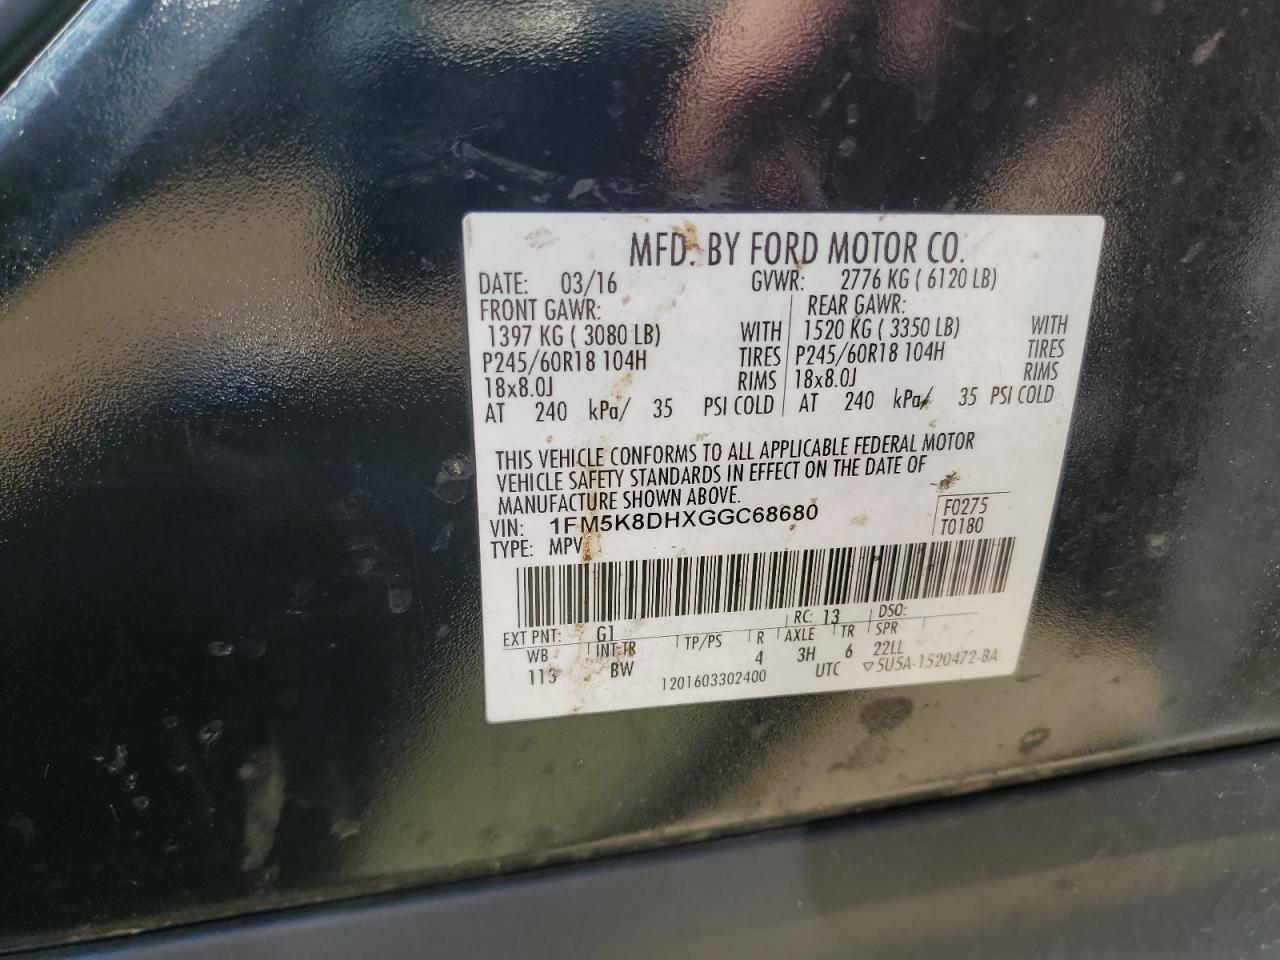 MFD. BY FORD MOTOR CO.
DATE: 03/16 GVWR: 2776 KG ( 6120 LB)
FRONT GAWR: REAR GAWR:
1397 KG ( 3080 LB) WITH 1520 KG ( 3350 LB) WITH
P245/60R18 104H TIRES P245/60R18 104H TIRES
18x8.0J RIMS 18x8.0J RIMS
AT 240 kPa/ 35 PSI COLD AT 240 kPa/ 35 PSI COLD
THIS VEHICLE CONFORMS TO ALL APPLICABLE FEDERAL MOTOR
VEHICLE SAFETY STANDARDS IN EFFECT ON THE DATE OF
MANUFACTURE SHOWN ABOVE.
VIN: 1FM5K8DHXGGC68680 F0275
TYPE: MPV T0180
RC: 13 DSO:
EXT PNT: G1
WB INT TR TP/PS R AXLE TR SPR
113 BW 4 3H 6 22LL
1201603302400 UTC ▽5U5A-1520472-BA